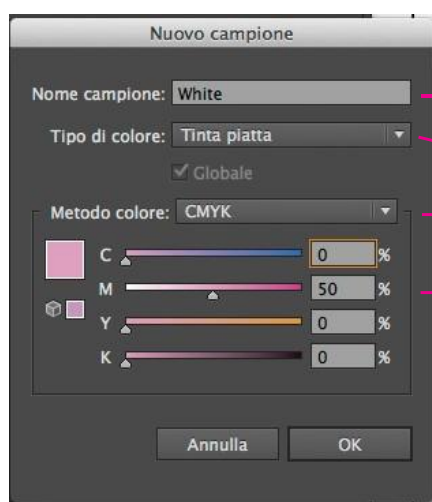 Nuovo campione
Nome campione: White
Tipo di colore: Tinta piatta
Globale
Metodo colore: CMYK
C 0 %
M 50 %
Y 0 %
K 0 %
Annulla OK